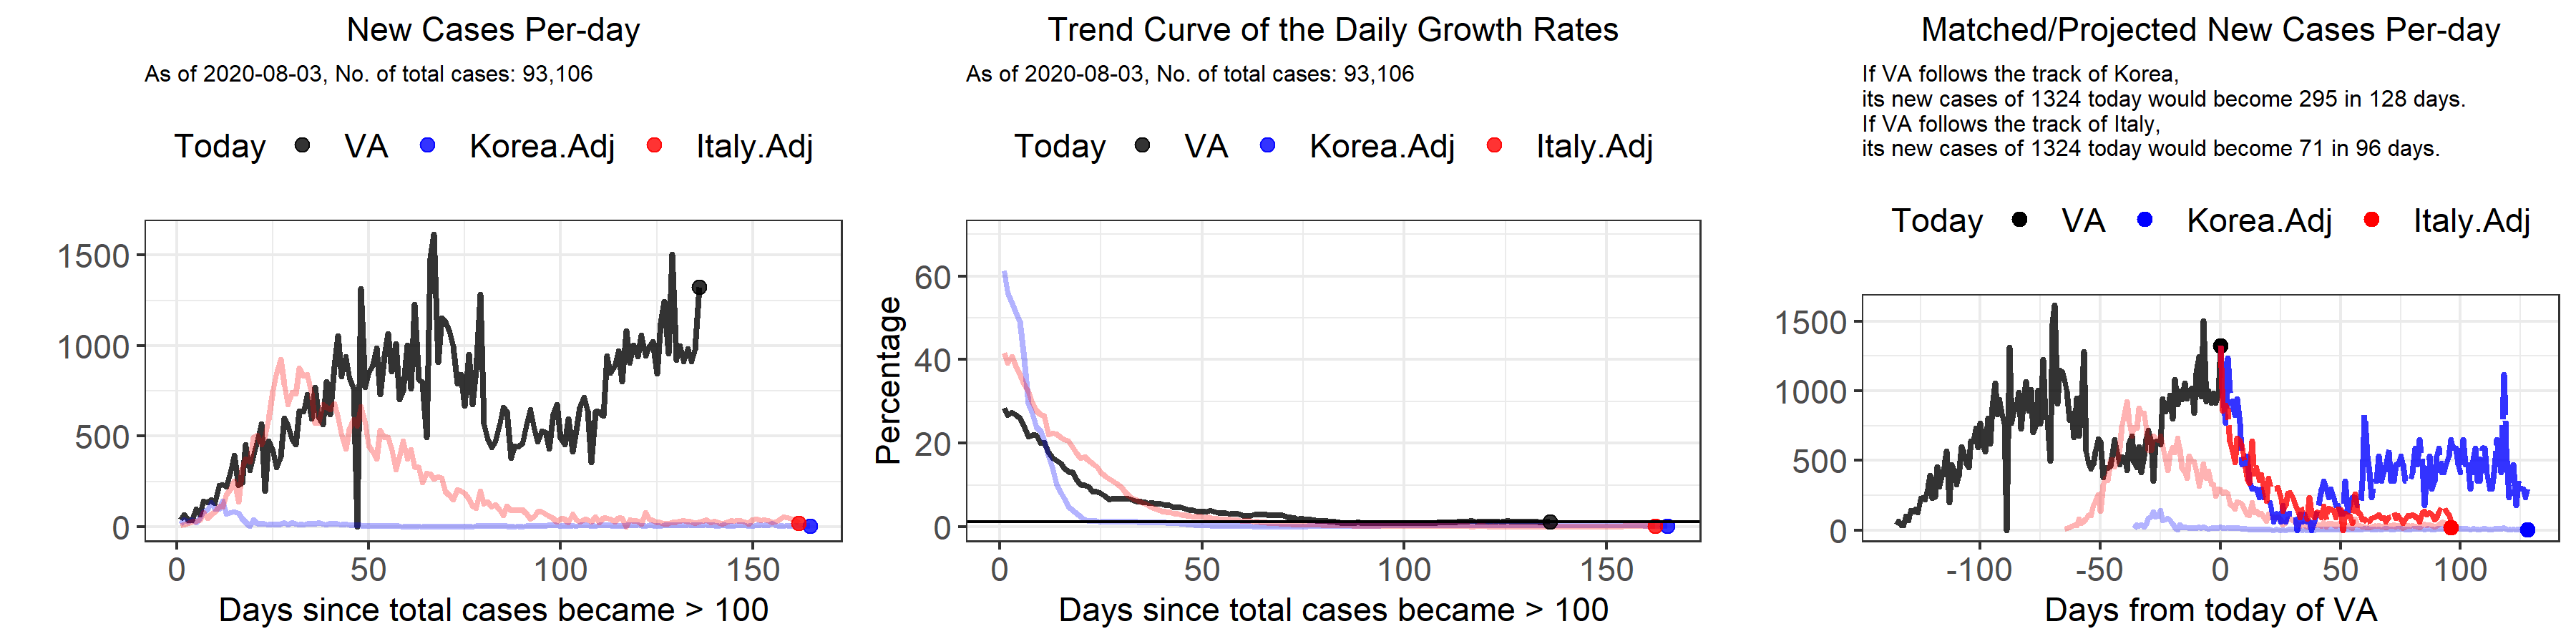 New Cases Per-day
As of 2020-08-03, No. of total cases: 93,106
Today VA Korea.Adj Italy.Adj
1500
1000
500
0
0 50 100 150
Days since total cases became > 100
Trend Curve of the Daily Growth Rates
As of 2020-08-03, No. of total cases: 93,106
Today VA Korea.Adj Italy.Adj
Percentage
60
40
20
0
0 50 100 150
Days since total cases became > 100
Matched/Projected New Cases Per-day
If VA follows the track of Korea,
its new cases of 1324 today would become 295 in 128 days.
If VA follows the track of Italy,
its new cases of 1324 today would become 71 in 96 days.
Today VA Korea.Adj Italy.Adj
1500
1000
500
0
-100 -50 0 50 100
Days from today of VA